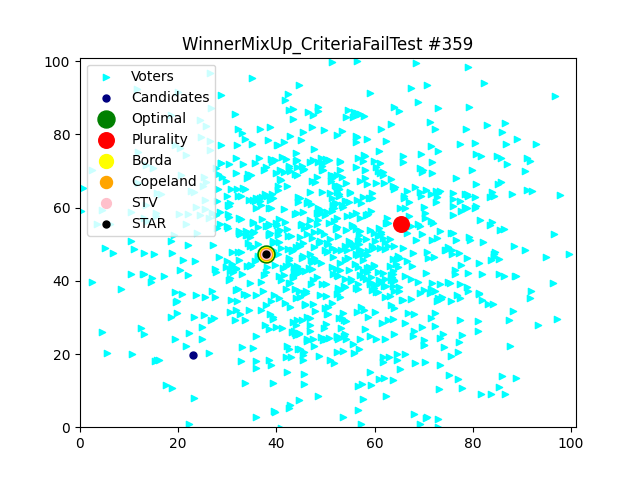 WinnerMixUp_CriteriaFailTest #359
100
80
60
40
20
0
Voters
Candidates
Optimal
Plurality
Borda
Copeland
STV
STAR
0 20 40 60 80 100